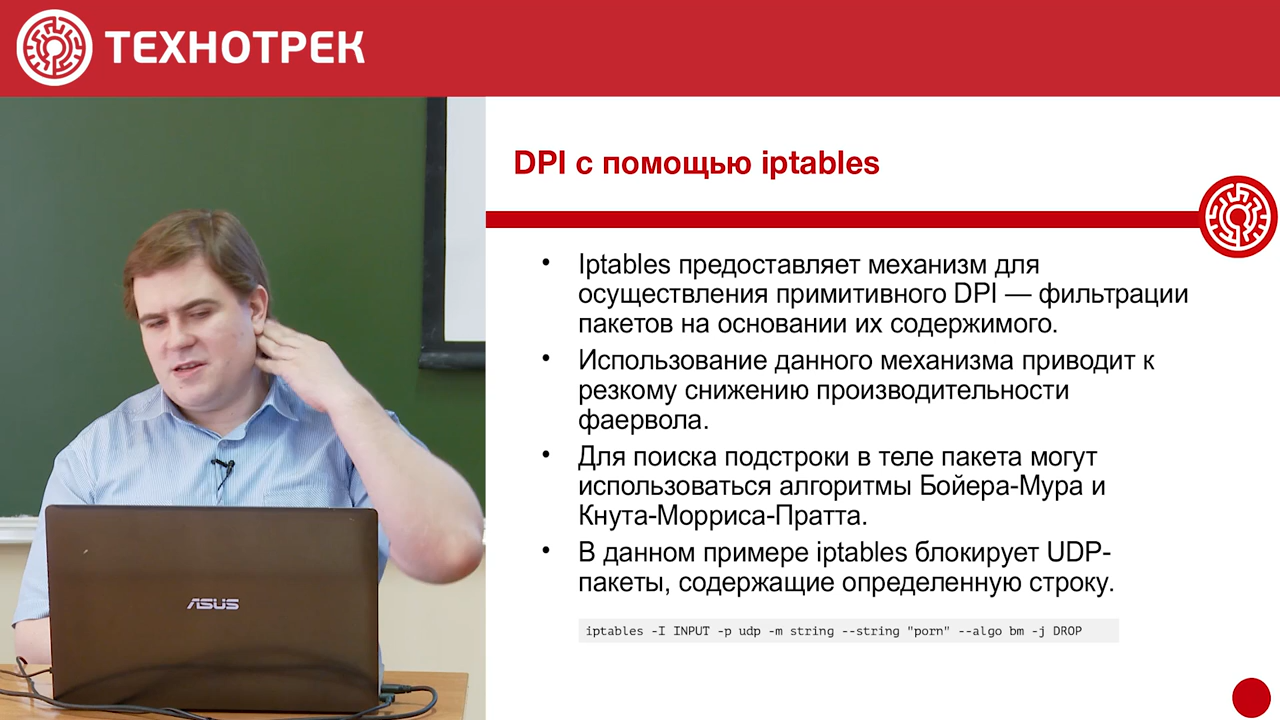 ТЕХНОТРЕК
DPI с помощью iptables
• Iptables предоставляет механизм для
осуществления примитивного DPI — фильтрации
пакетов на основании их содержимого.
• Использование данного механизма приводит к
резкому снижению производительности
фаервола.
• Для поиска подстроки в теле пакета могут
использоваться алгоритмы Бойера-Мура и
Кнута-Морриса-Пратта.
• В данном примере iptables блокирует UDP-
пакеты, содержащие определенную строку.
iptables -I INPUT -p udp -m string --string "porn" --algo bm -j DROP
ASUS